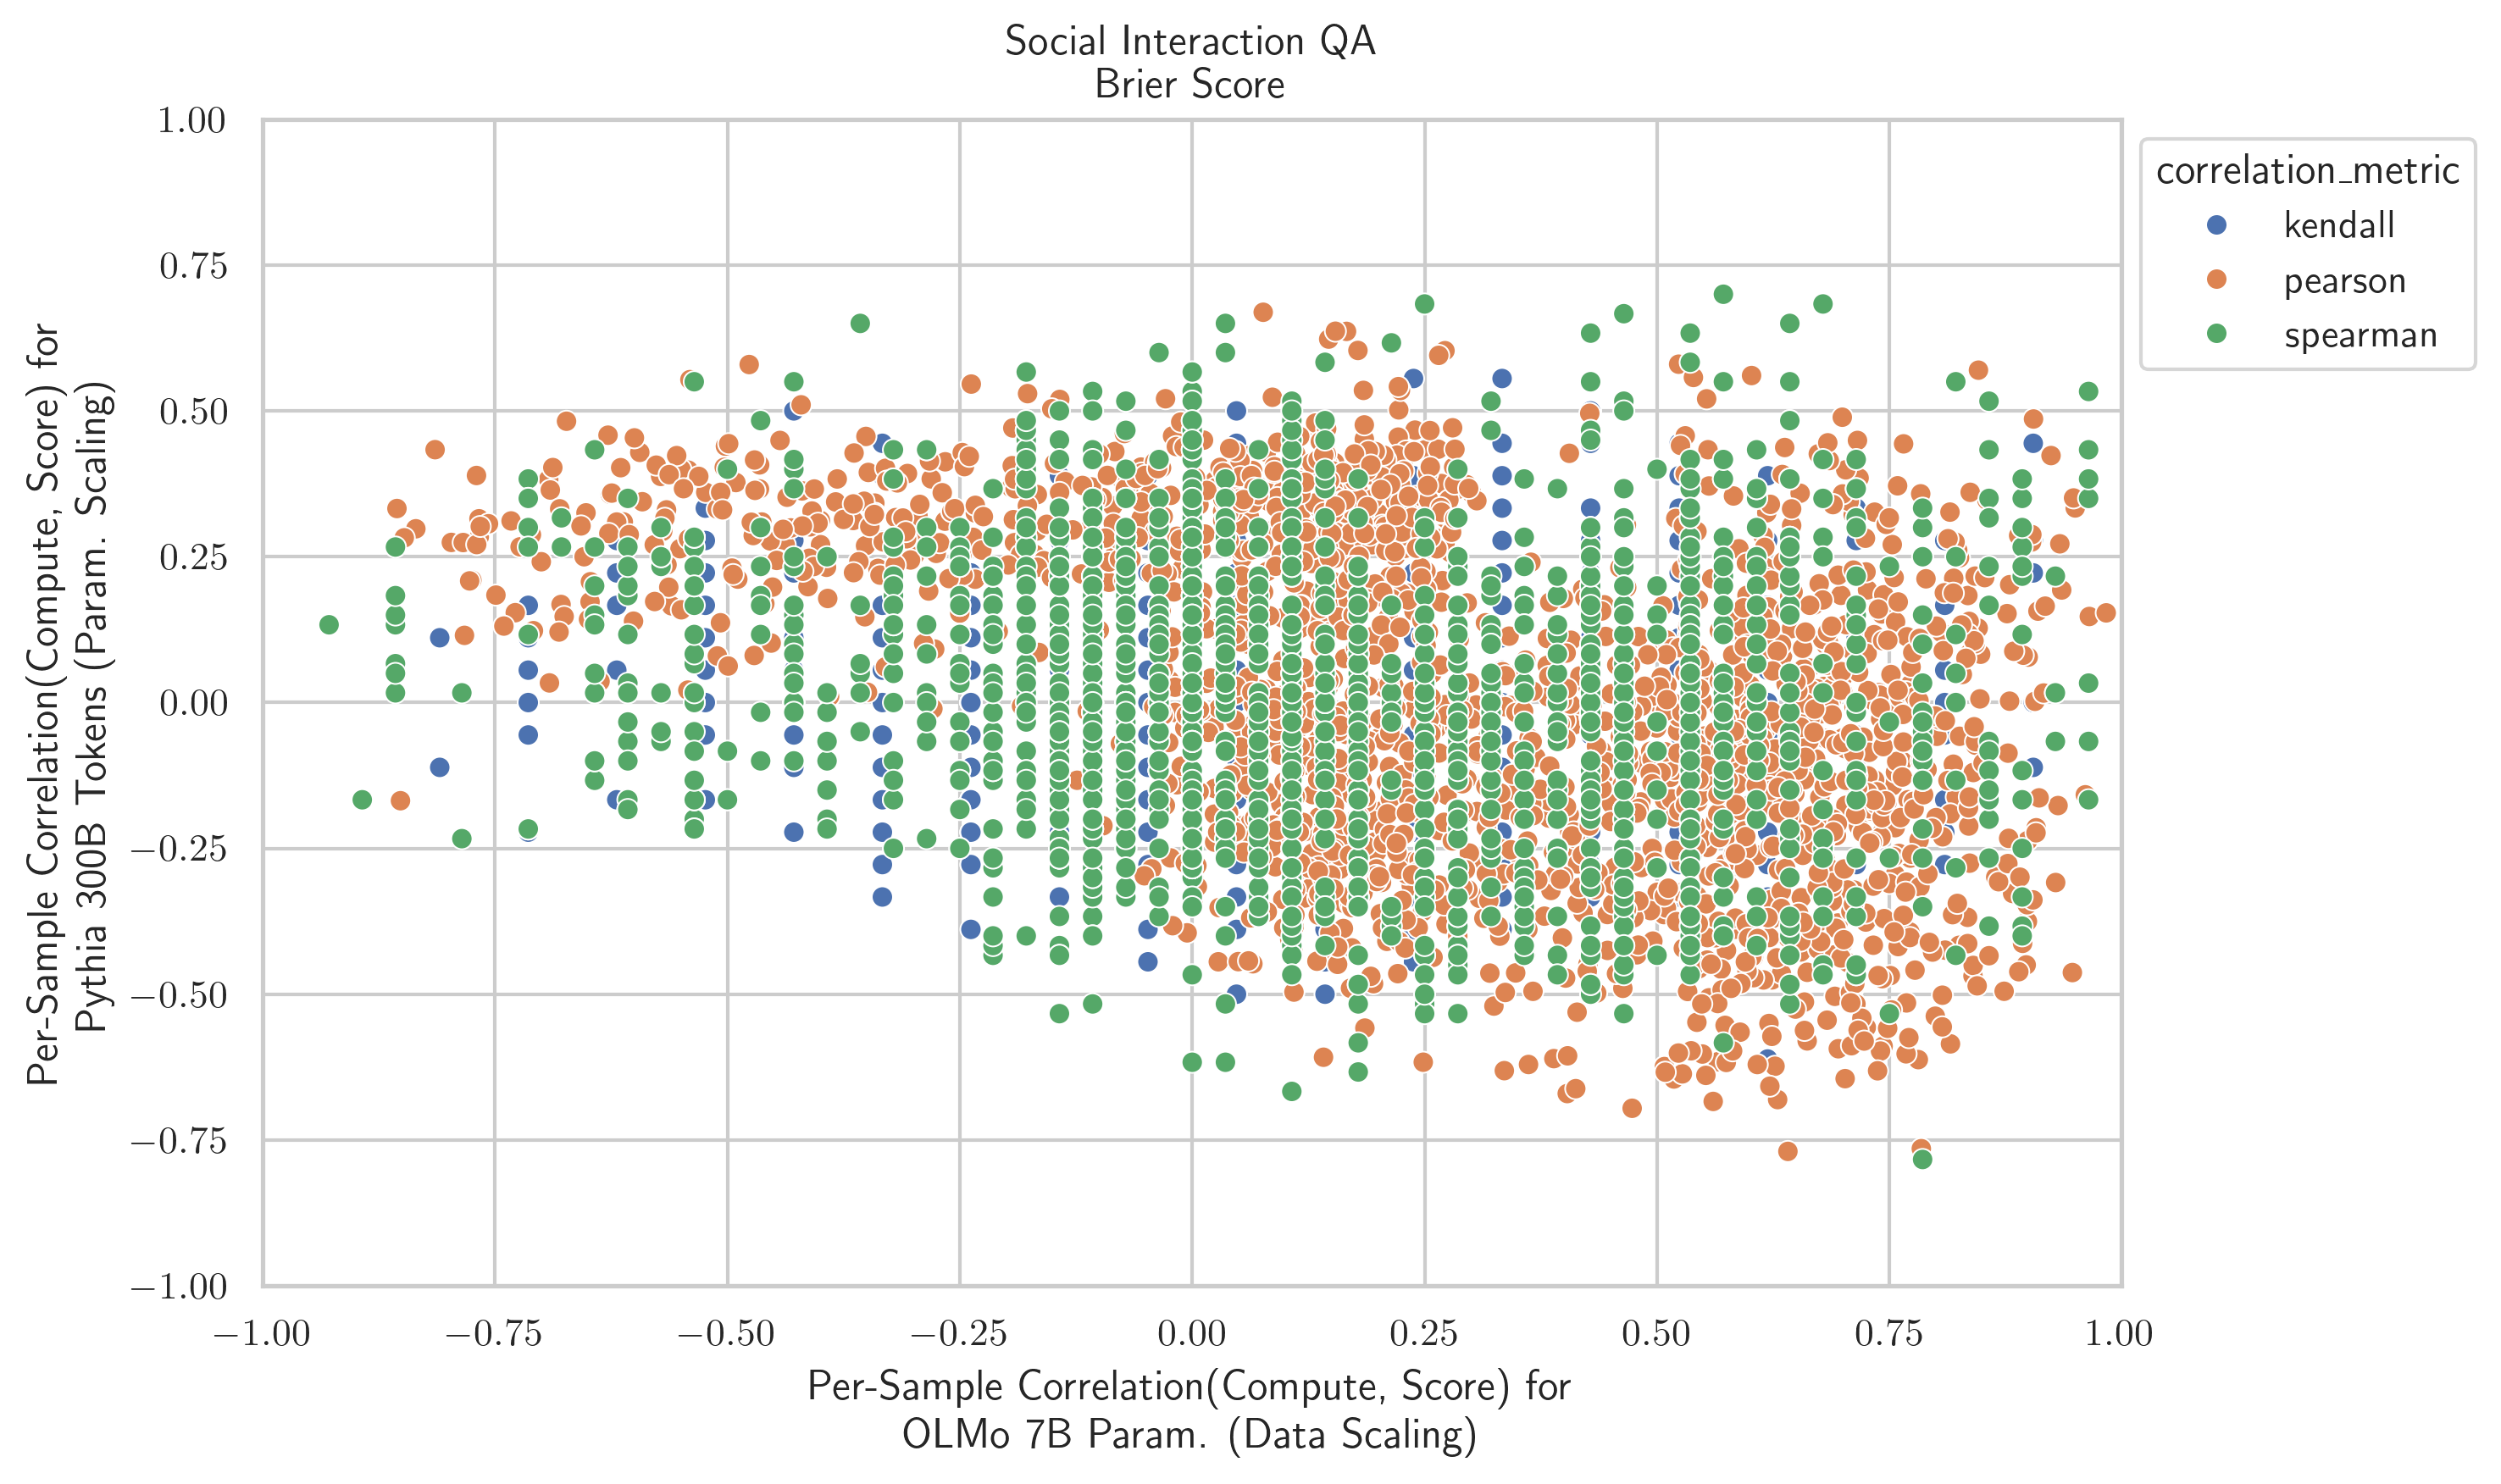 Social Interaction QA
Brier Score
1.00
0.75
0.50
0.25
0.00
−0.25
−0.50
−0.75
−1.00
Per-Sample Correlation(Compute, Score) for
Pythia 300B Tokens (Param. Scaling)
−1.00 −0.75 −0.50 −0.25 0.00 0.25 0.50 0.75 1.00
Per-Sample Correlation(Compute, Score) for
OLMo 7B Param. (Data Scaling)
correlation_metric
kendall
pearson
spearman